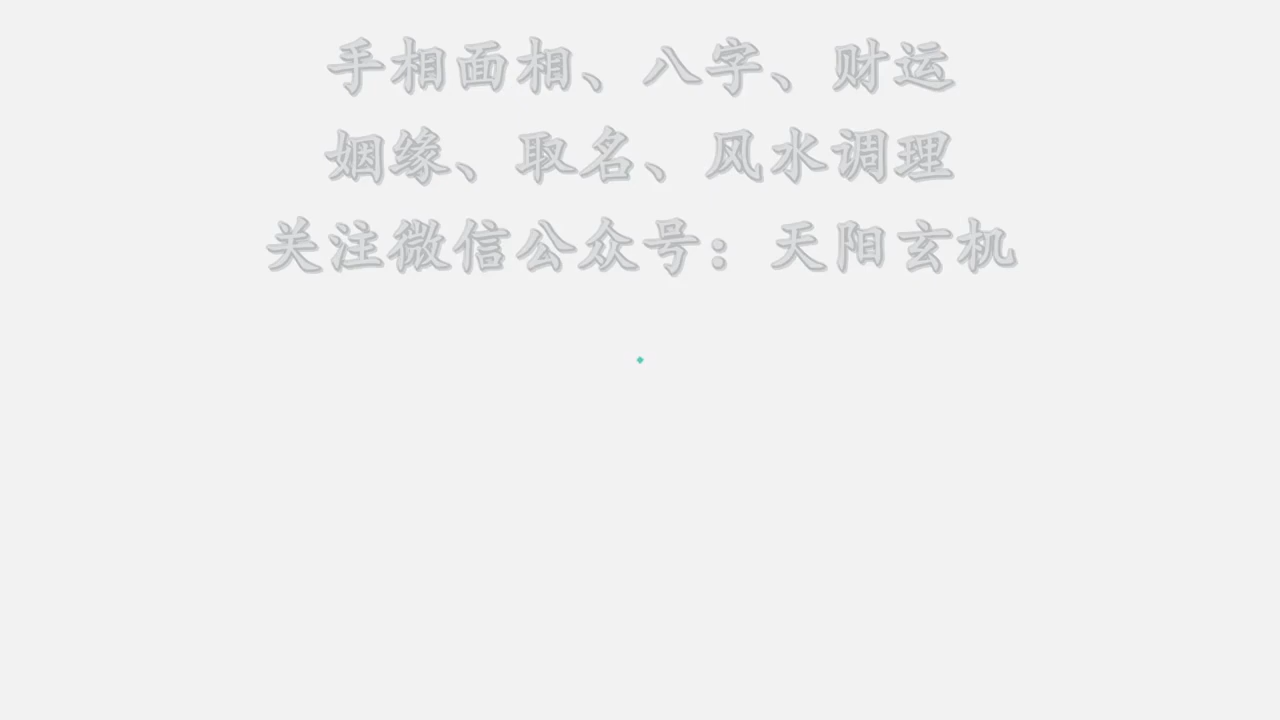 手相面相、八字、财运
姻缘、取名、风水调理
关注微信公众号：天阳玄机